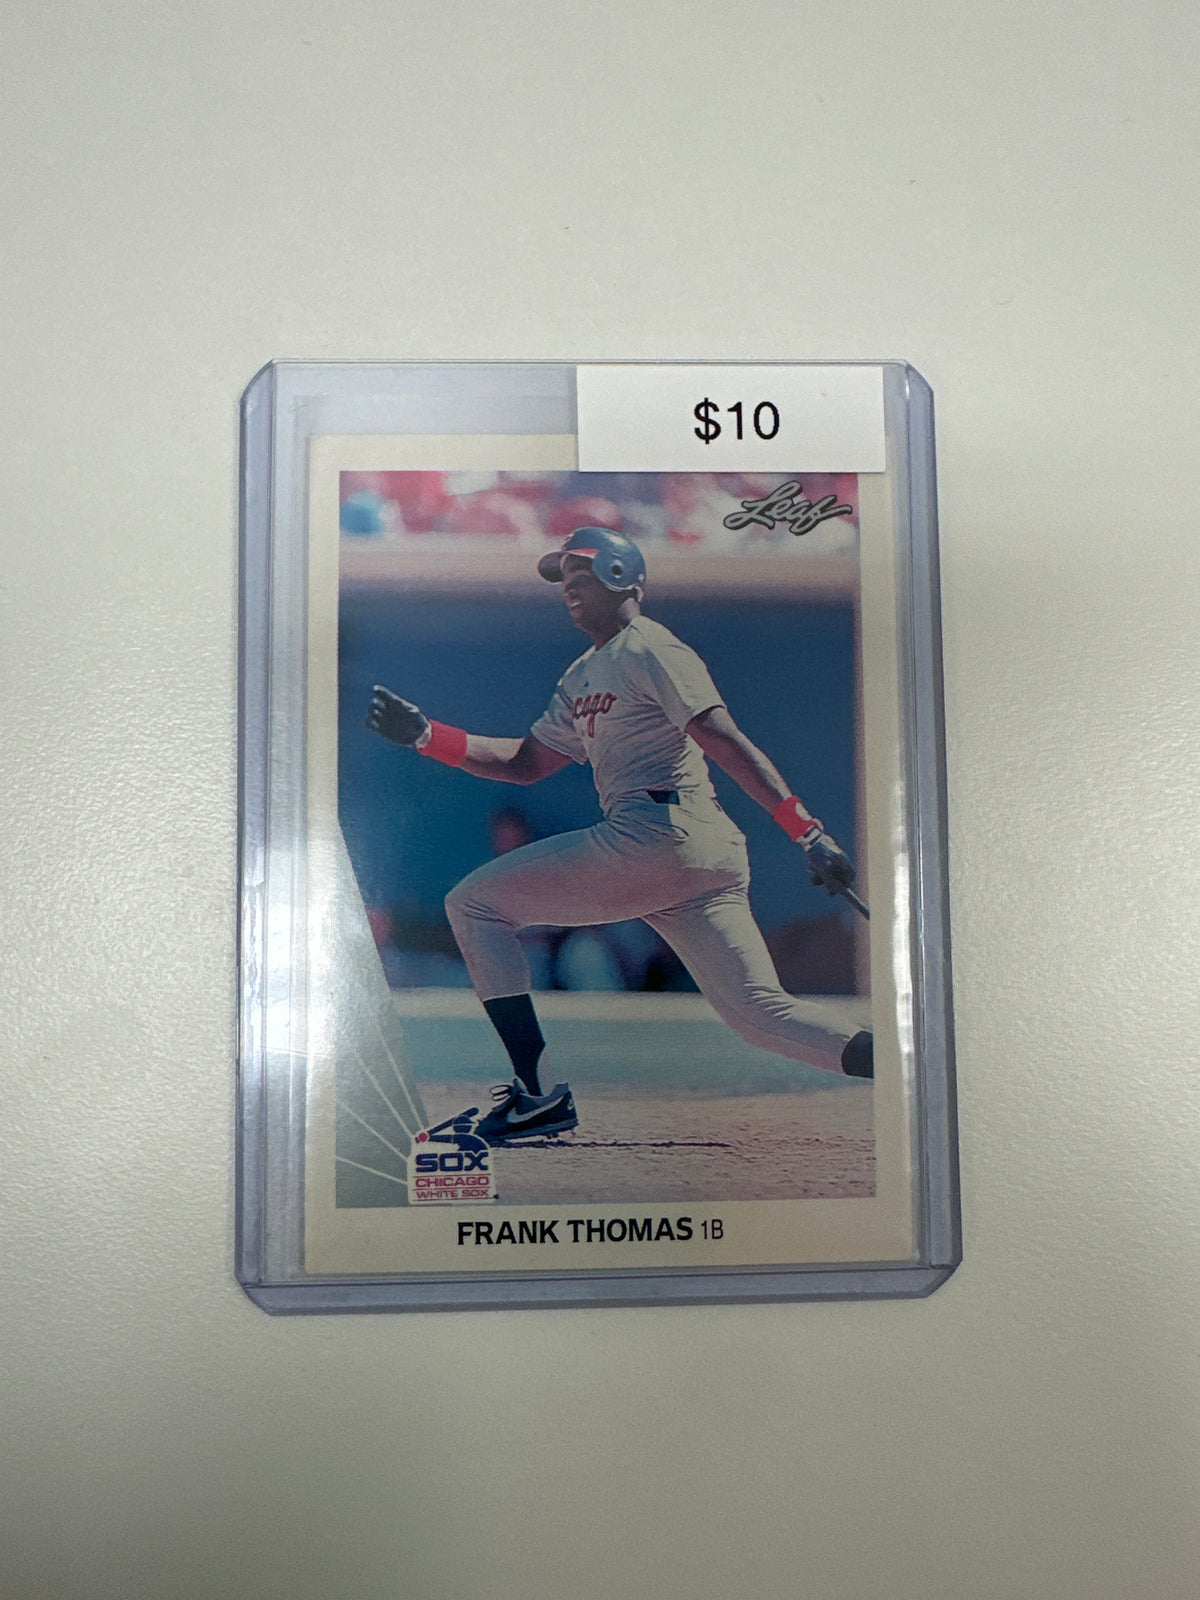 $10
Leaf
cago
SOX
CHICAGO
WHITE SOX
FRANK THOMAS 1B